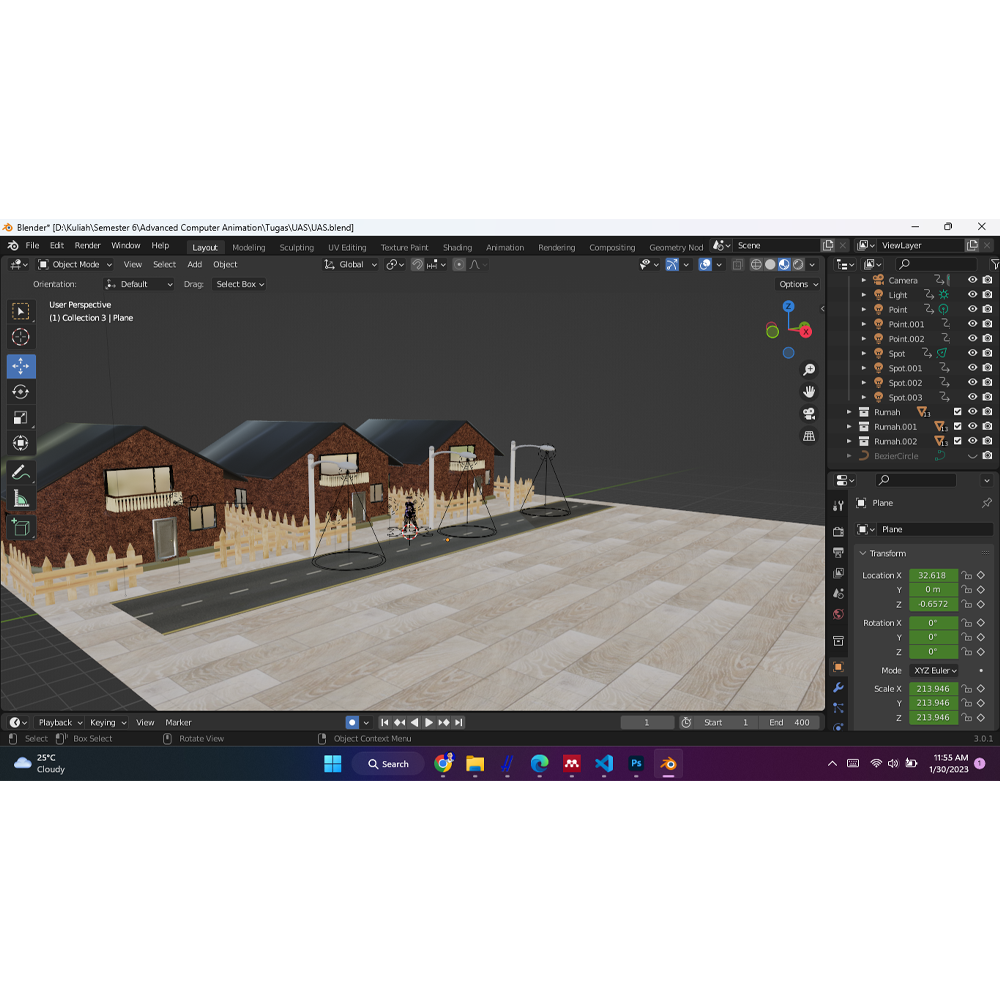 Blender* [D:\Kuliah\Semester 6\Advanced Computer Animation\Tugas\UAS\UAS.blend]
File Edit Render Window Help Layout Modeling Sculpting UV Editing Texture Paint Shading Animation Rendering Compositing Geometry Nod Scene ViewLayer
Object Mode View Select Add Object Global
Orientation: Default Drag: Select Box Options
User Perspective
(1) Collection 3 | Plane
Z
X
Camera
Light
Point
Point.001
Point.002
Spot
Spot.001
Spot.002
Spot.003
Rumah 13
Rumah.001 13
Rumah.002 13
BezierCircle
Plane
Plane
Transform
Location X 32.618
Y 0 m
Z -0.6572
Rotation X 0°
Y 0°
Z 0°
Mode XYZ Euler
Scale X 213.946
Y 213.946
Z 213.946
Playback Keying View Marker 1 Start 1 End 400
Select Box Select Rotate View Object Context Menu 3.0.1
25°C
Cloudy
Search
Ps
11:55 AM
1/30/2023
1